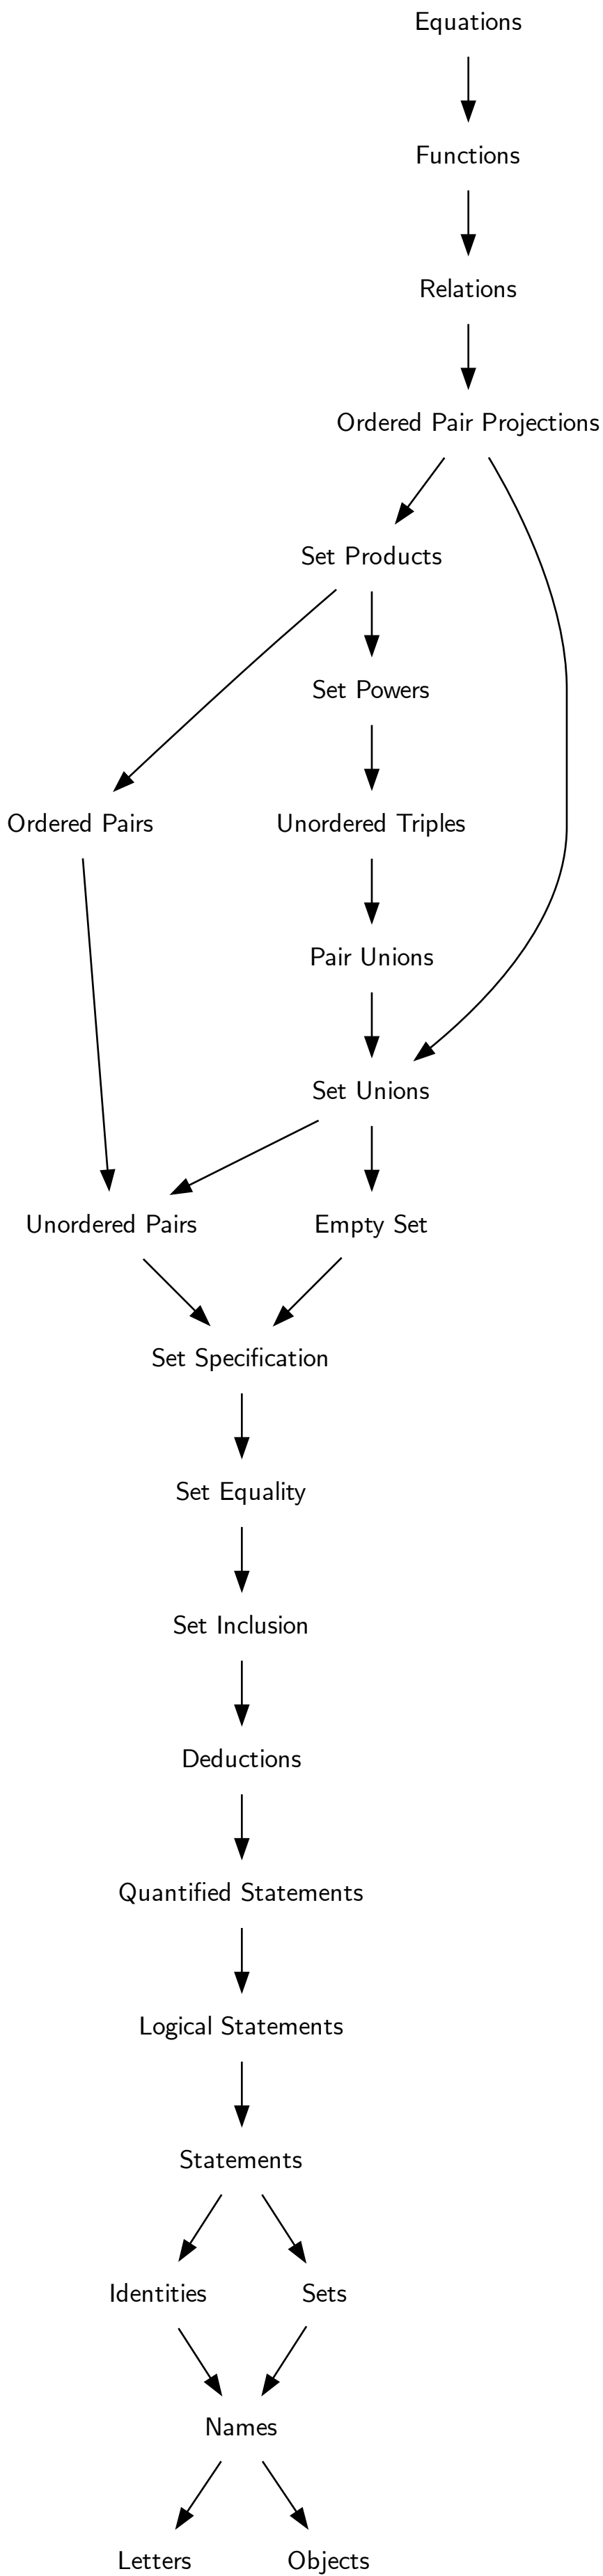 Equations
Functions
Relations
Ordered Pair Projections
Set Products
Set Powers
Ordered Pairs
Unordered Triples
Pair Unions
Set Unions
Unordered Pairs
Empty Set
Set Specification
Set Equality
Set Inclusion
Deductions
Quantified Statements
Logical Statements
Statements
Identities
Sets
Names
Letters
Objects